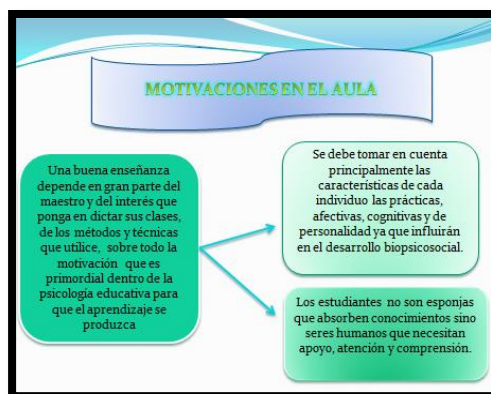 MOTIVACIONES EN EL AULA
Una buena enseñanza
depende en gran parte del
maestro y del interés que
ponga en dictar sus clases,
de los métodos y técnicas
que utilice, sobre todo la
motivación que es
primordial dentro de la
psicología educativa para
que el aprendizaje se
produzca
Se debe tomar en cuenta
principalmente las
características de cada
individuo las prácticas,
afectivas, cognitivas y de
personalidad ya que influirán
en el desarrollo biopsicosocial.
Los estudiantes no son esponjas
que absorben conocimientos sino
seres humanos que necesitan
apoyo, atención y comprensión.